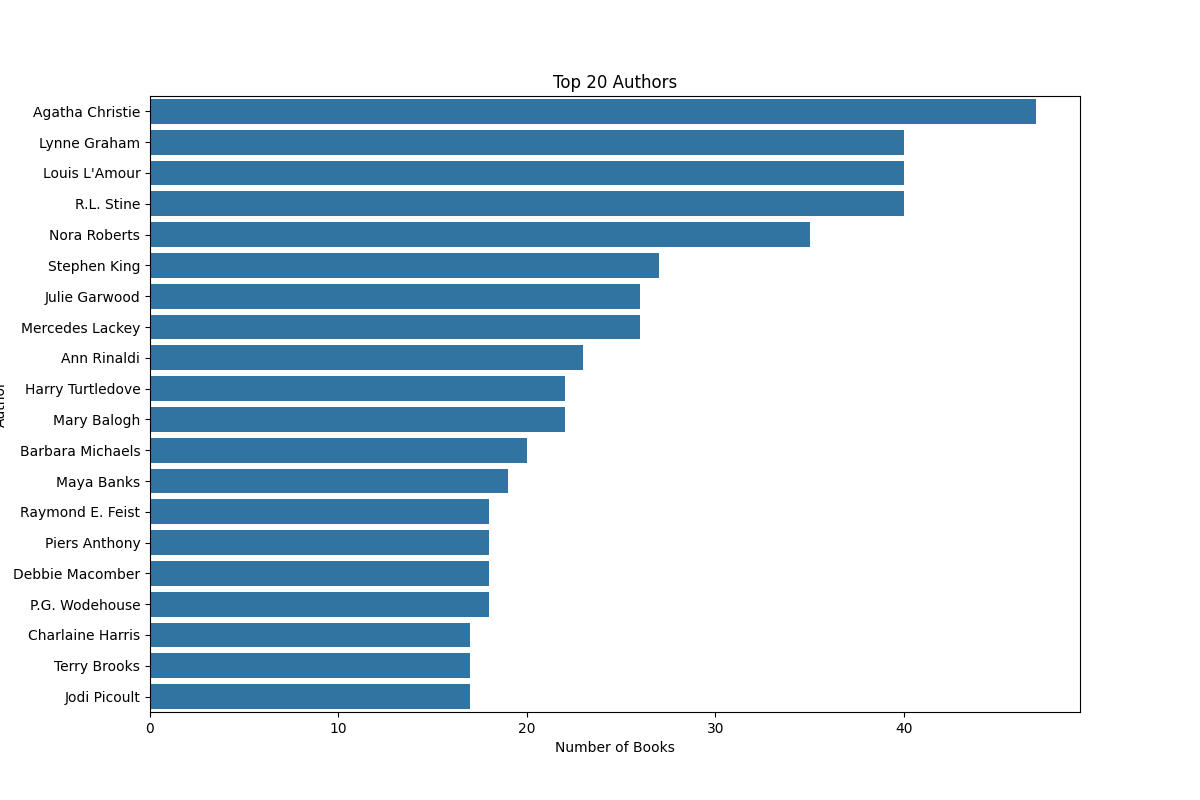 Top 20 Authors
Agatha Christie
Lynne Graham
Louis L'Amour
R.L. Stine
Nora Roberts
Stephen King
Julie Garwood
Mercedes Lackey
Ann Rinaldi
Harry Turtledove
Mary Balogh
Barbara Michaels
Maya Banks
Raymond E. Feist
Piers Anthony
Debbie Macomber
P.G. Wodehouse
Charlaine Harris
Terry Brooks
Jodi Picoult
Author
0 10 20 30 40
Number of Books